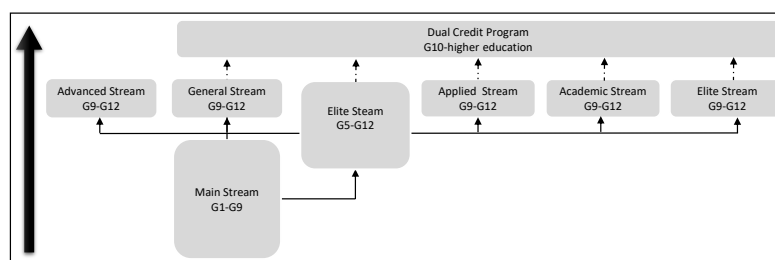 Dual Credit Program
G10-higher education
Advanced Stream
G9-G12
General Stream
G9-G12
Elite Steam
G5-G12
Applied Stream
G9-G12
Academic Stream
G9-G12
Elite Stream
G9-G12
Main Stream
G1-G9